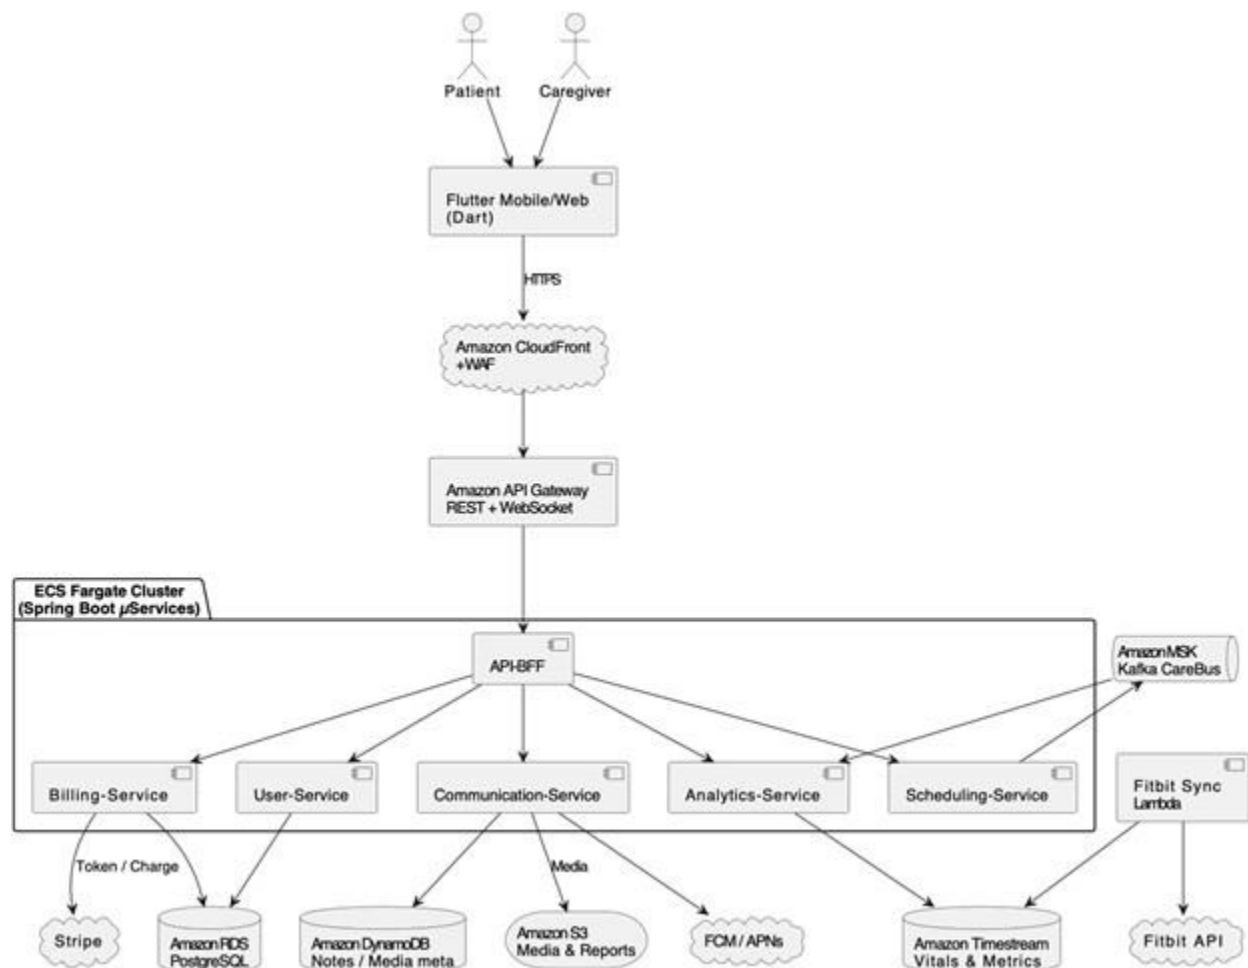 Patient
Caregiver
Flutter Mobile/Web
(Dart)
HTTPS
Amazon CloudFront
+WAF
Amazon API Gateway
REST + WebSocket
ECS Fargate Cluster
(Spring Boot µServices)
API-BFF
Amazon MSK
Kafka CareBus
Billing-Service
User-Service
Communication-Service
Analytics-Service
Scheduling-Service
Fitbit Sync
Lambda
Token / Charge
Media
Stripe
Amazon RDS
PostgreSQL
Amazon DynamoDB
Notes / Media meta
Amazon S3
Media & Reports
FCM / APNs
Amazon Timestream
Vitals & Metrics
Fitbit API